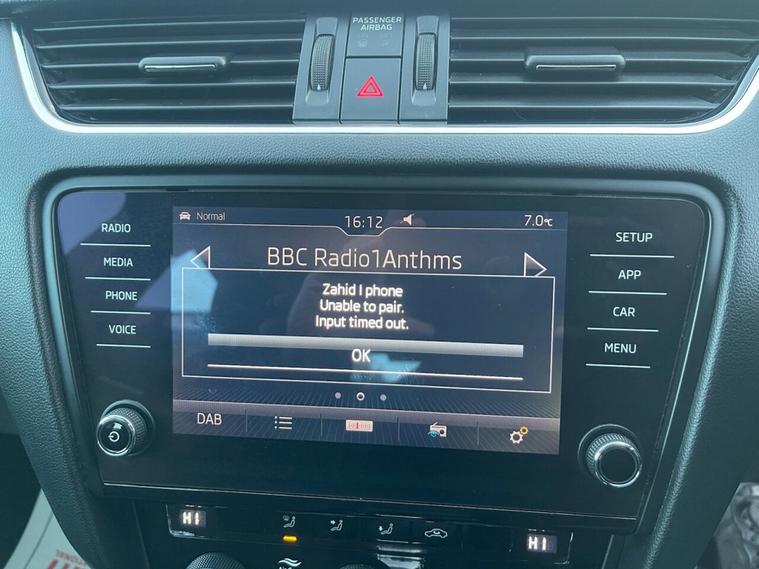 PASSENGER
AIRBAG
RADIO
MEDIA
PHONE
VOICE
Normal
16:12
7.0°C
BBC Radio1Anthms
Zahid I phone
Unable to pair.
Input timed out.
OK
DAB
SETUP
APP
CAR
MENU
HI
HI